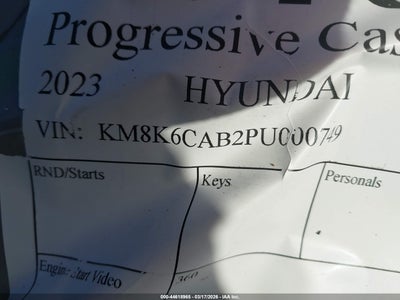 Progressive Cas
2023 HYUNDAI
VIN: KM8K6CAB2PU000749
RND/Starts Keys Personals
Engine Start Video 360
000-44618965 - 03/17/2026 - IAA Inc.